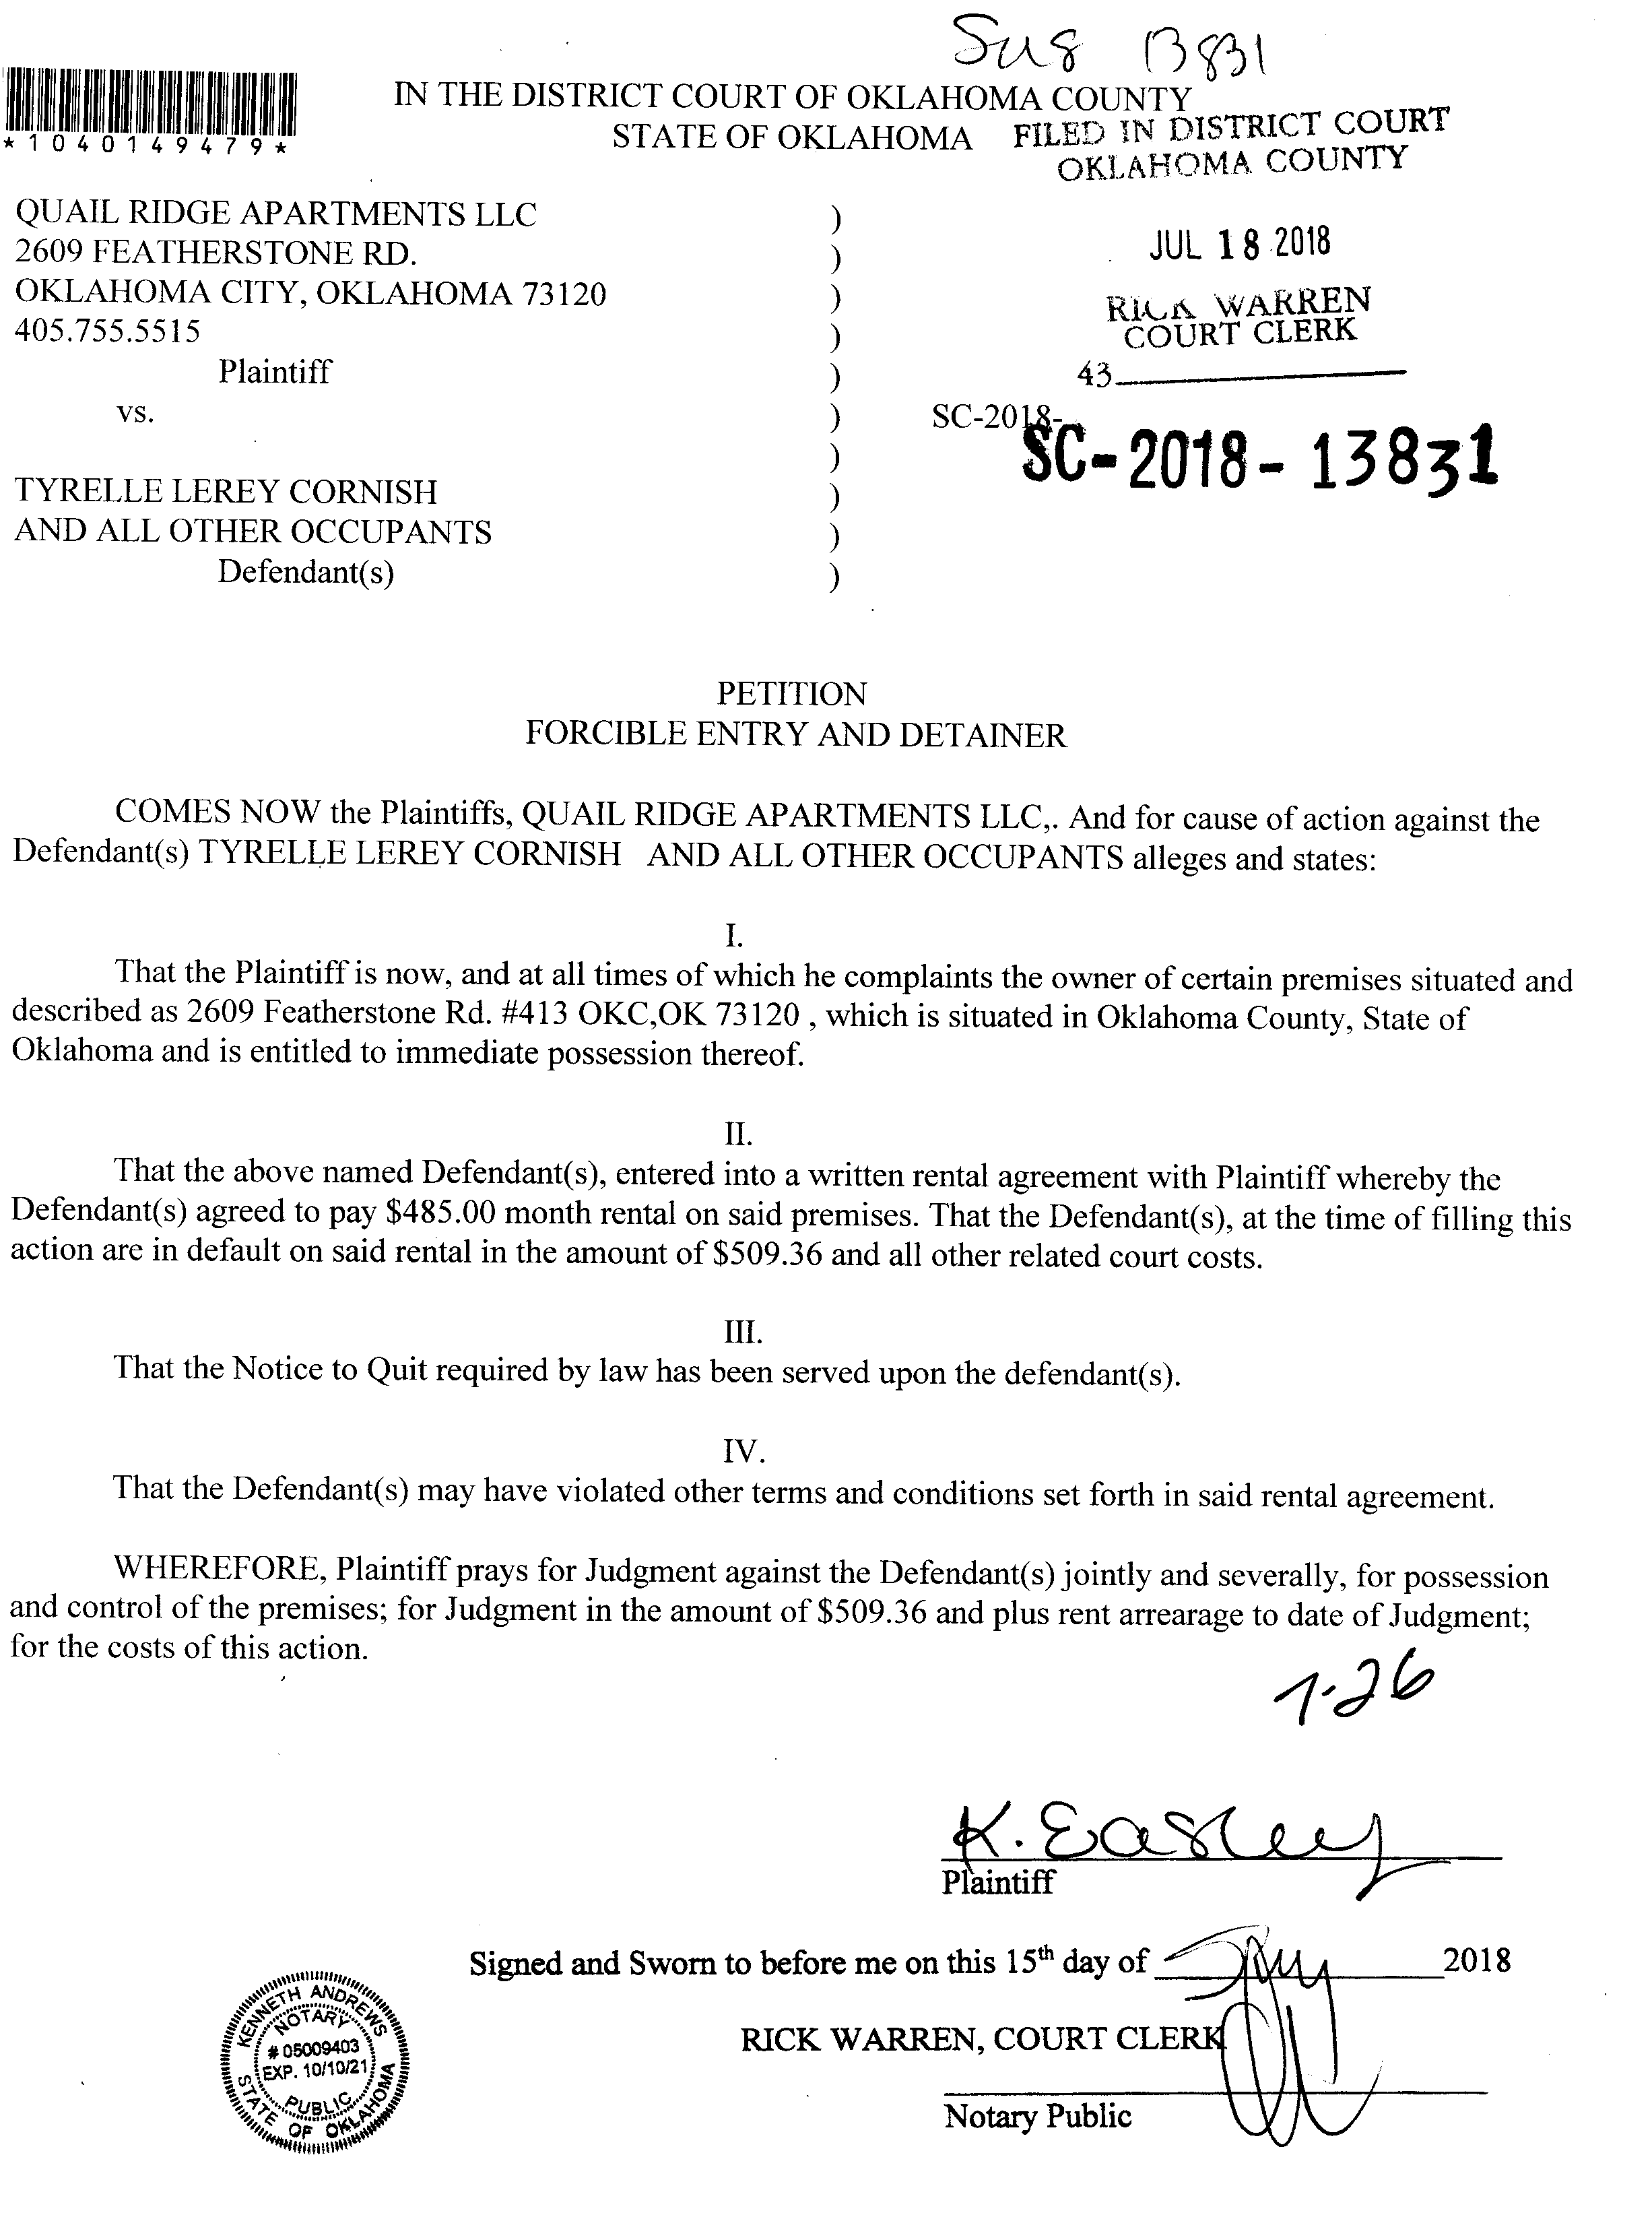 SC18 13831
*1040149479*
IN THE DISTRICT COURT OF OKLAHOMA COUNTY
STATE OF OKLAHOMA
FILED IN DISTRICT COURT
OKLAHOMA COUNTY
JUL 18 2018
RICK WARREN
COURT CLERK
43
QUAIL RIDGE APARTMENTS LLC )
2609 FEATHERSTONE RD. )
OKLAHOMA CITY, OKLAHOMA 73120 )
405.755.5515 )
Plaintiff )
vs. ) SC-2018-
) SC-2018-13831
TYRELLE LEREY CORNISH )
AND ALL OTHER OCCUPANTS )
Defendant(s) )
PETITION
FORCIBLE ENTRY AND DETAINER
COMES NOW the Plaintiffs, QUAIL RIDGE APARTMENTS LLC,. And for cause of action against the
Defendant(s) TYRELLE LEREY CORNISH AND ALL OTHER OCCUPANTS alleges and states:
I.
That the Plaintiff is now, and at all times of which he complaints the owner of certain premises situated and
described as 2609 Featherstone Rd. #413 OKC,OK 73120 , which is situated in Oklahoma County, State of
Oklahoma and is entitled to immediate possession thereof.
II.
That the above named Defendant(s), entered into a written rental agreement with Plaintiff whereby the
Defendant(s) agreed to pay $485.00 month rental on said premises. That the Defendant(s), at the time of filling this
action are in default on said rental in the amount of $509.36 and all other related court costs.
III.
That the Notice to Quit required by law has been served upon the defendant(s).
IV.
That the Defendant(s) may have violated other terms and conditions set forth in said rental agreement.
WHEREFORE, Plaintiff prays for Judgment against the Defendant(s) jointly and severally, for possession
and control of the premises; for Judgment in the amount of $509.36 and plus rent arrearage to date of Judgment;
for the costs of this action.
7-26
K. Easley
Plaintiff
Signed and Sworn to before me on this 15th day of July 2018
RICK WARREN, COURT CLERK
Notary Public
KENNETH ANDREWS
NOTARY
# 05009403
EXP. 10/10/21
PUBLIC
STATE OF OKLAHOMA